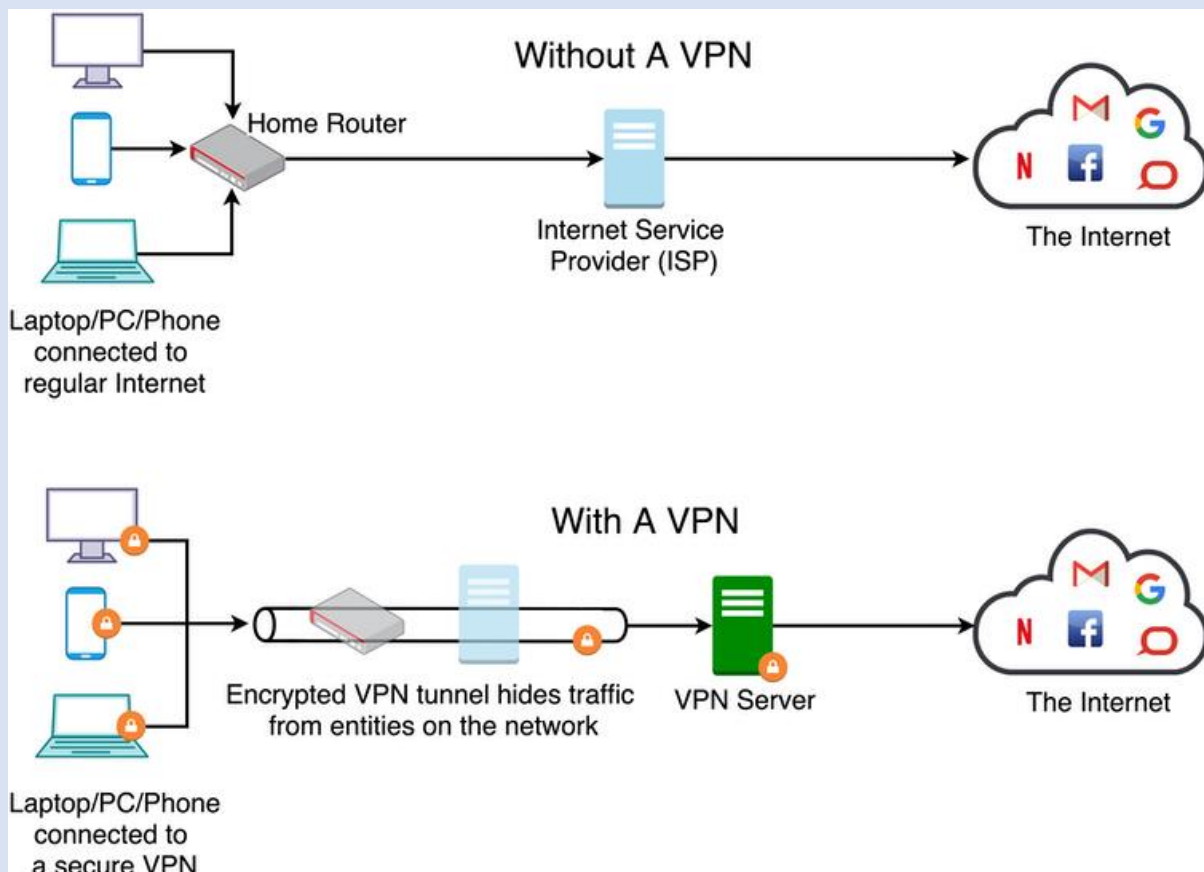 Without A VPN
Home Router
Internet Service
Provider (ISP)
The Internet
Laptop/PC/Phone
connected to
regular Internet
With A VPN
Encrypted VPN tunnel hides traffic
from entities on the network
VPN Server
The Internet
Laptop/PC/Phone
connected to
a secure VPN